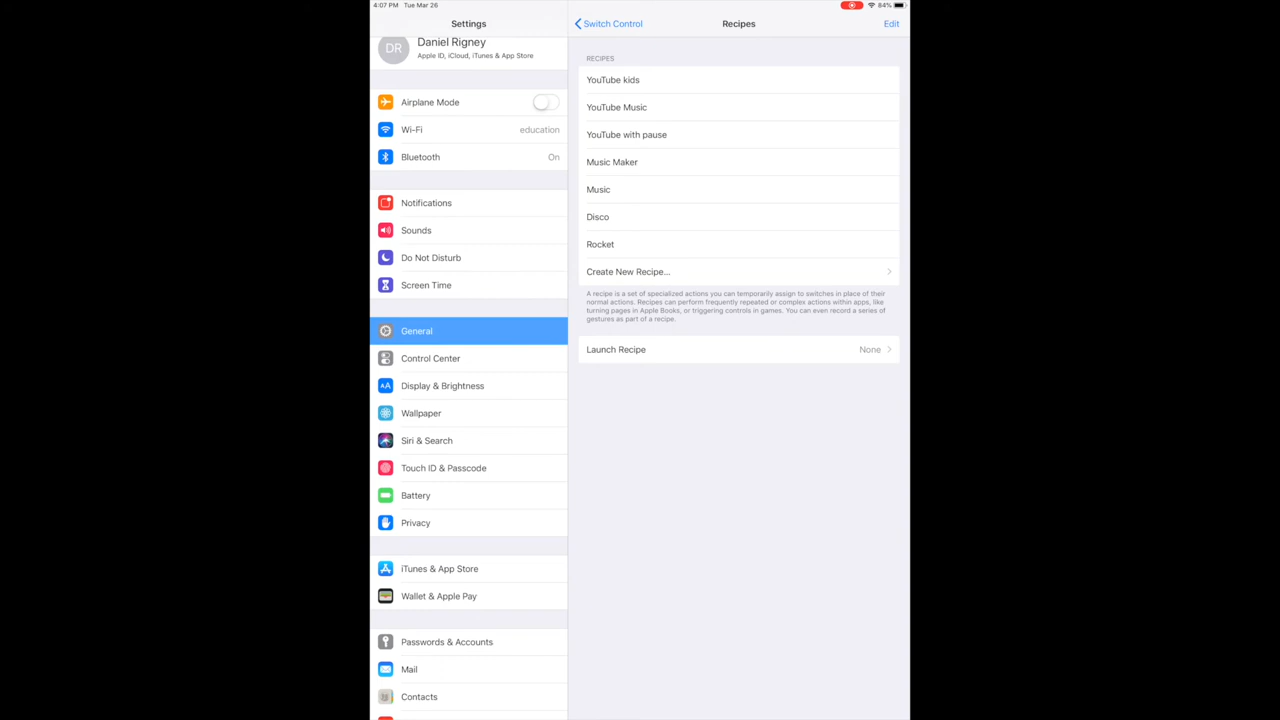 4:07 PM Tue Mar 26
84%
Settings
DR
Daniel Rigney
Apple ID, iCloud, iTunes & App Store
Airplane Mode
Wi-Fi education
Bluetooth On
Notifications
Sounds
Do Not Disturb
Screen Time
General
Control Center
AA Display & Brightness
Wallpaper
Siri & Search
Touch ID & Passcode
Battery
Privacy
iTunes & App Store
Wallet & Apple Pay
Passwords & Accounts
Mail
Contacts
Switch Control Recipes Edit
RECIPES
YouTube kids
YouTube Music
YouTube with pause
Music Maker
Music
Disco
Rocket
Create New Recipe...
A recipe is a set of specialized actions you can temporarily assign to switches in place of their
normal actions. Recipes can perform frequently repeated or complex actions within apps, like
turning pages in Apple Books, or triggering controls in games. You can even record a series of
gestures as part of a recipe.
Launch Recipe None